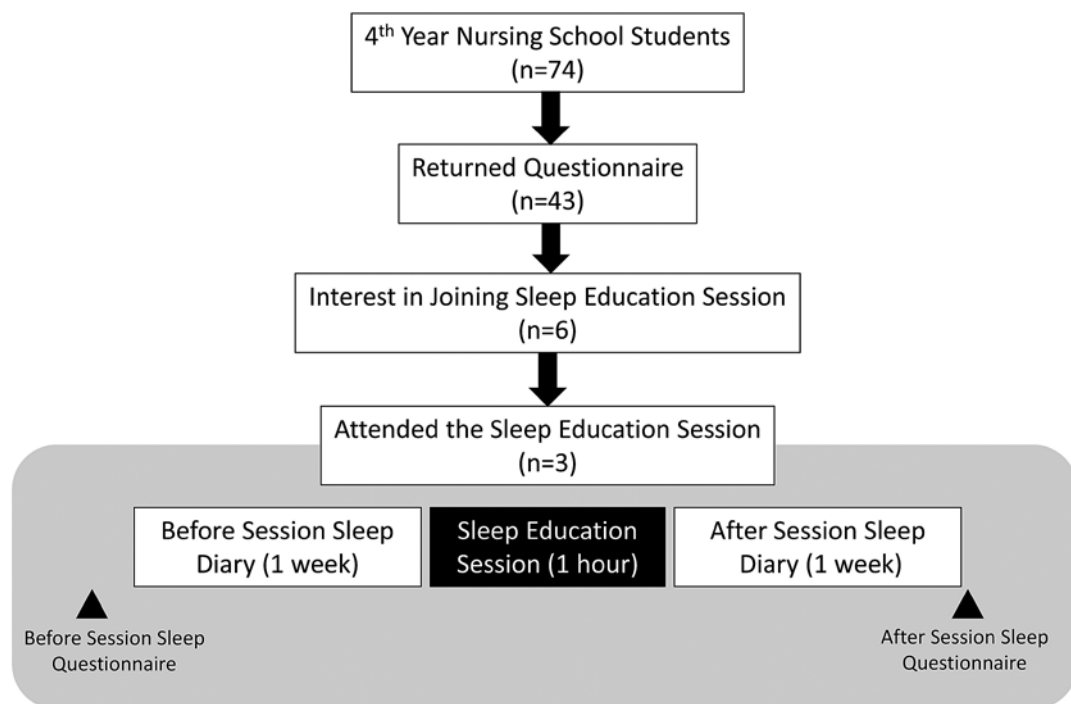 4th Year Nursing School Students
(n=74)
Returned Questionnaire
(n=43)
Interest in Joining Sleep Education Session
(n=6)
Attended the Sleep Education Session
(n=3)
Before Session Sleep
Diary (1 week)
Sleep Education
Session (1 hour)
After Session Sleep
Diary (1 week)
Before Session Sleep
Questionnaire
After Session Sleep
Questionnaire